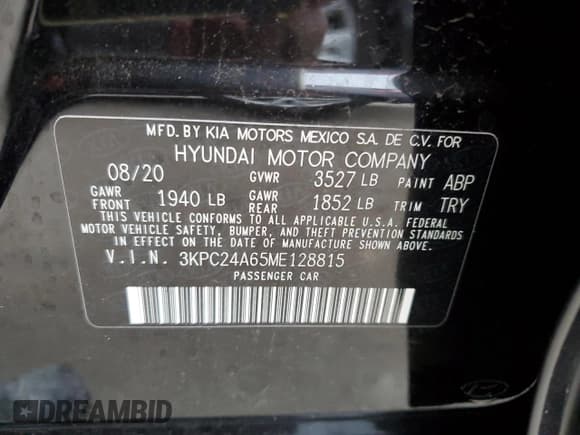 MFD. BY KIA MOTORS MEXICO S.A. DE C.V. FOR
HYUNDAI MOTOR COMPANY
08/20 GVWR 3527 LB PAINT ABP
GAWR FRONT 1940 LB GAWR REAR 1852 LB TRIM TRY
THIS VEHICLE CONFORMS TO ALL APPLICABLE U.S.A. FEDERAL
MOTOR VEHICLE SAFETY, BUMPER, AND THEFT PREVENTION STANDARDS
IN EFFECT ON THE DATE OF MANUFACTURE SHOWN ABOVE.
V.I.N. 3KPC24A65ME128815
PASSENGER CAR
DREAMBID